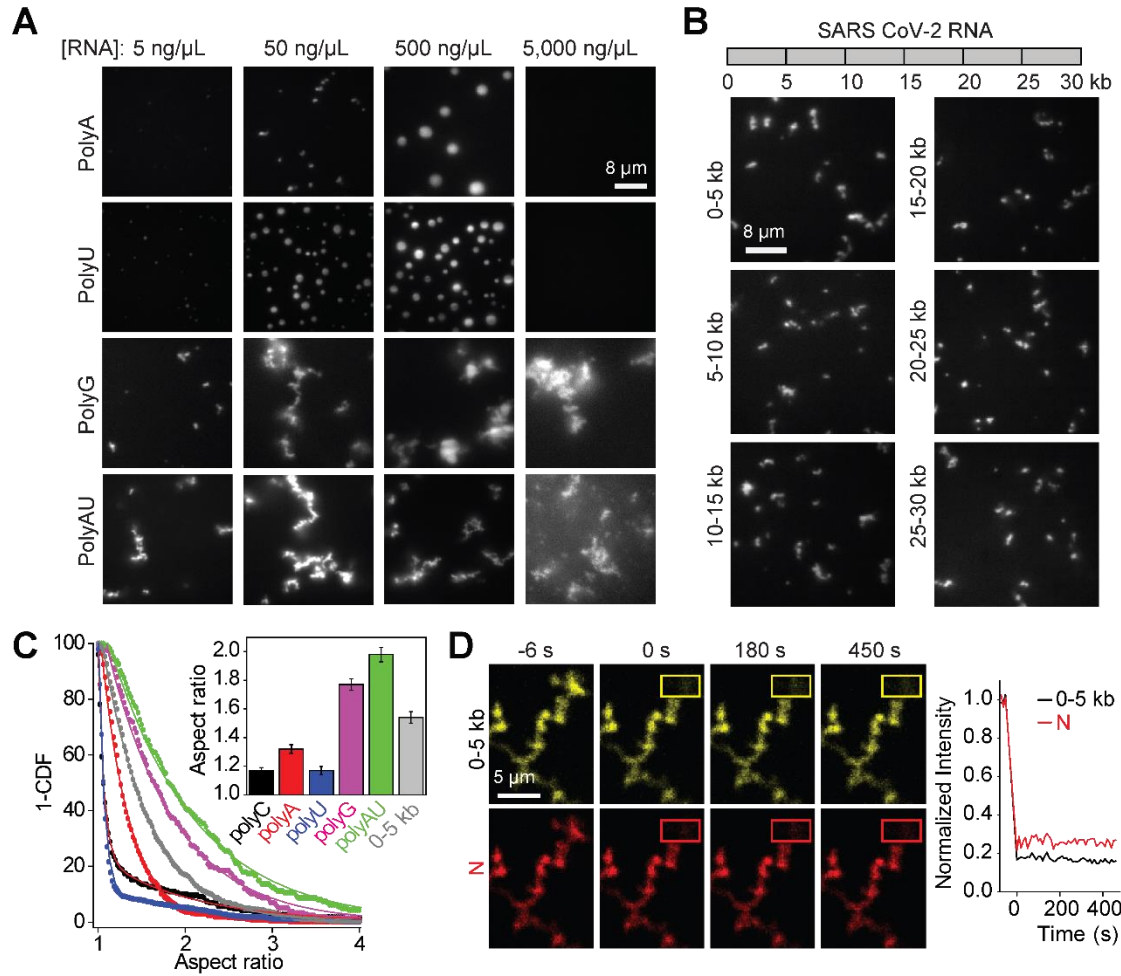 A
[RNA]: 5 ng/µL 50 ng/µL 500 ng/µL 5,000 ng/µL
PolyA
8 µm
PolyU
PolyG
PolyAU
B
SARS CoV-2 RNA
0 5 10 15 20 25 30 kb
0-5 kb
8 µm
15-20 kb
5-10 kb
20-25 kb
10-15 kb
25-30 kb
C
1-CDF
100
80
60
40
20
0
1 2 3 4
Aspect ratio
Aspect ratio
2.0
1.8
1.6
1.4
1.2
1.0
polyC
polyA
polyU
polyG
polyAU
0-5 kb
D
-6 s 0 s 180 s 450 s
0-5 kb
5 µm
N
Normalized Intensity
1.0
0.8
0.6
0.4
0.2
0.0
0-5 kb
N
0 200 400
Time (s)